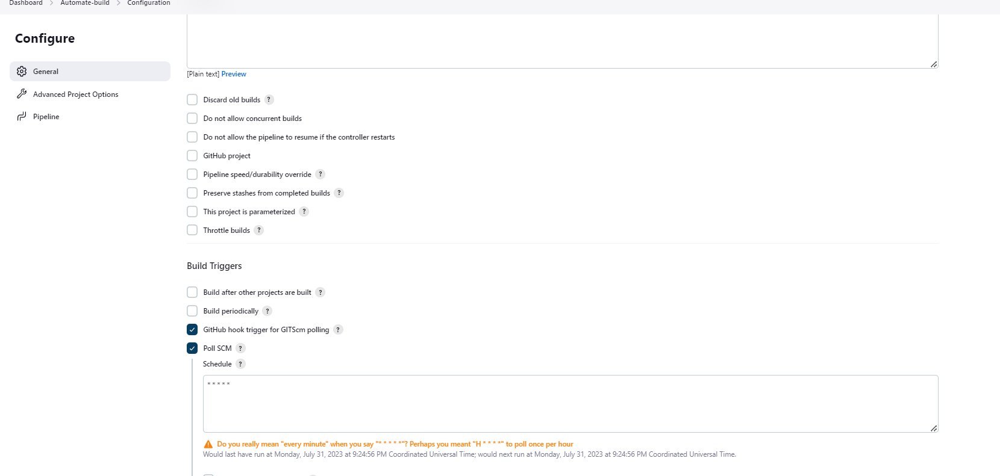 Dashboard > Automate-build > Configuration
Configure
General
Advanced Project Options
Pipeline
[Plain text] Preview
Discard old builds ?
Do not allow concurrent builds
Do not allow the pipeline to resume if the controller restarts
GitHub project
Pipeline speed/durability override ?
Preserve stashes from completed builds ?
This project is parameterized ?
Throttle builds ?
Build Triggers
Build after other projects are built ?
Build periodically ?
GitHub hook trigger for GITScm polling ?
Poll SCM ?
Schedule ?
* * * * *
Do you really mean "every minute" when you say "* * * * *"? Perhaps you meant "H * * * *" to poll once per hour
Would last have run at Monday, July 31, 2023 at 9:24:56 PM Coordinated Universal Time; would next run at Monday, July 31, 2023 at 9:24:56 PM Coordinated Universal Time.